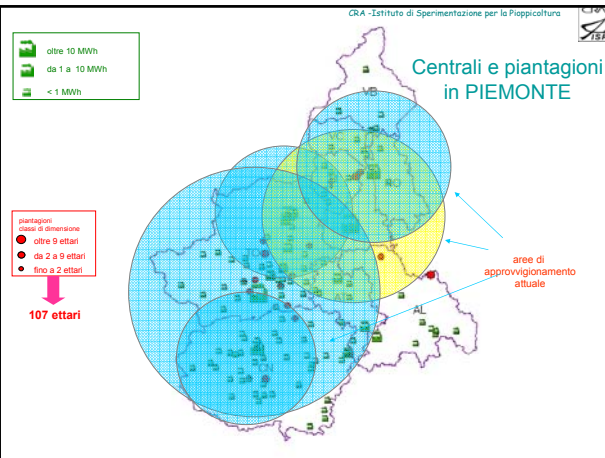 CRA -Istituto di Sperimentazione per la Pioppicoltura
oltre 10 MWh
da 1 a 10 MWh
< 1 MWh
Centrali e piantagioni
in PIEMONTE
VB
piantagioni
classi di dimensione
oltre 9 ettari
da 2 a 9 ettari
fino a 2 ettari
107 ettari
aree di
approvvigionamento
attuale
AL
CN